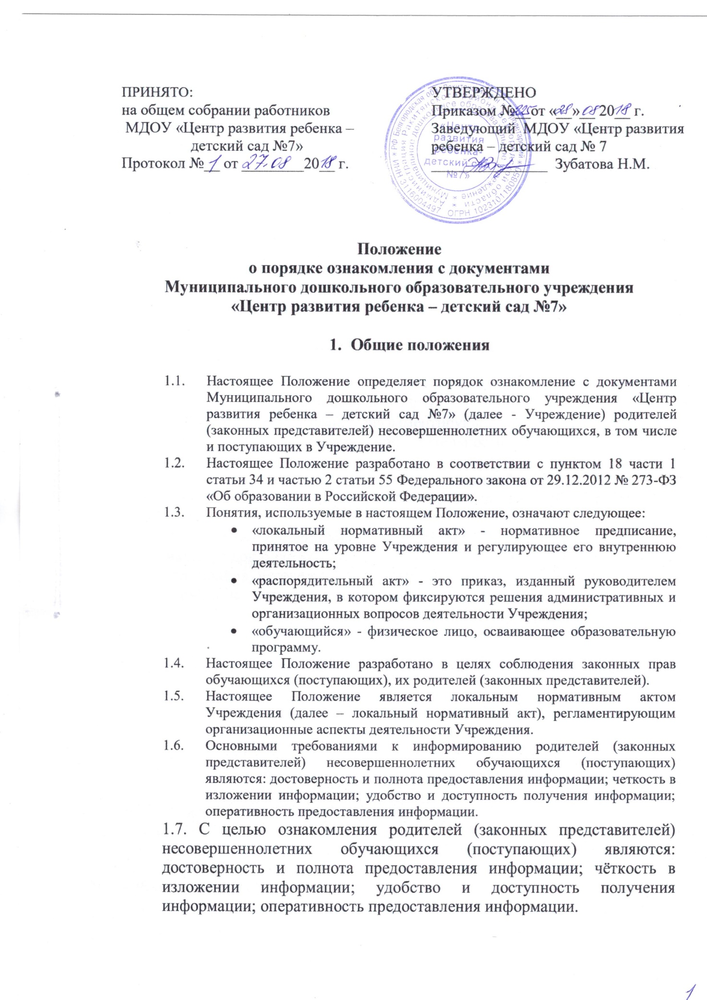 ПРИНЯТО:
на общем собрании работников
МДОУ «Центр развития ребенка –
детский сад №7»
Протокол № 1 от 27.08 2018 г.
УТВЕРЖДЕНО
Приказом № 225 от «28» 08 2018 г.
Заведующий МДОУ «Центр развития
ребенка – детский сад № 7
Зубатова Н.М.
«Центр
развития
ребенка-
детский сад
№7»
ИНН 3116004497 ОГРН 1023101180850
Положение
о порядке ознакомления с документами
Муниципального дошкольного образовательного учреждения
«Центр развития ребенка – детский сад №7»
1. Общие положения
1.1. Настоящее Положение определяет порядок ознакомление с документами
Муниципального дошкольного образовательного учреждения «Центр
развития ребенка – детский сад №7» (далее - Учреждение) родителей
(законных представителей) несовершеннолетних обучающихся, в том числе
и поступающих в Учреждение.
1.2. Настоящее Положение разработано в соответствии с пунктом 18 части 1
статьи 34 и частью 2 статьи 55 Федерального закона от 29.12.2012 № 273-ФЗ
«Об образовании в Российской Федерации».
1.3. Понятия, используемые в настоящем Положение, означают следующее:
• «локальный нормативный акт» - нормативное предписание,
принятое на уровне Учреждения и регулирующее его внутреннюю
деятельность;
• «распорядительный акт» - это приказ, изданный руководителем
Учреждения, в котором фиксируются решения административных и
организационных вопросов деятельности Учреждения;
• «обучающийся» - физическое лицо, осваивающее образовательную
программу.
1.4. Настоящее Положение разработано в целях соблюдения законных прав
обучающихся (поступающих), их родителей (законных представителей).
1.5. Настоящее Положение является локальным нормативным актом
Учреждения (далее – локальный нормативный акт), регламентирующим
организационные аспекты деятельности Учреждения.
1.6. Основными требованиями к информированию родителей (законных
представителей) несовершеннолетних обучающихся (поступающих)
являются: достоверность и полнота предоставления информации; четкость в
изложении информации; удобство и доступность получения информации;
оперативность предоставления информации.
1.7. С целью ознакомления родителей (законных представителей)
несовершеннолетних обучающихся (поступающих) являются:
достоверность и полнота предоставления информации; чёткость в
изложении информации; удобство и доступность получения
информации; оперативность предоставления информации.
1